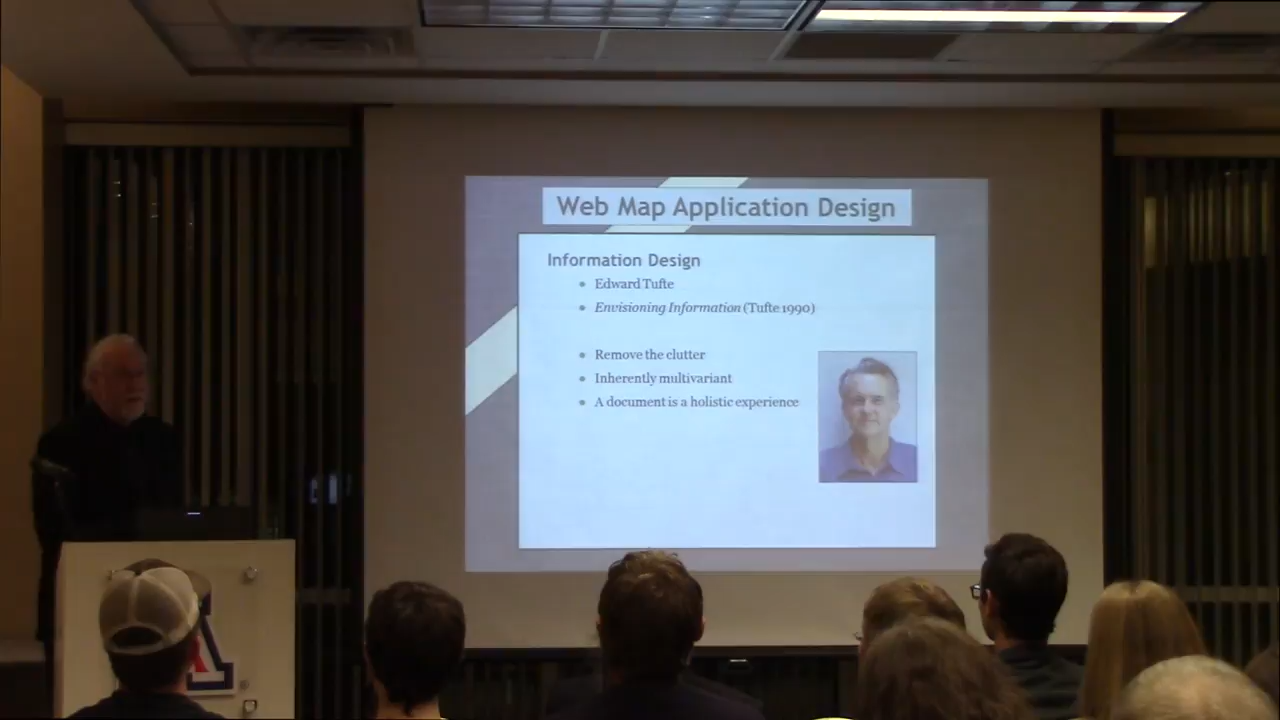 Web Map Application Design
Information Design
Edward Tufte
Envisioning Information (Tufte 1990)
Remove the clutter
Inherently multivariant
A document is a holistic experience
A